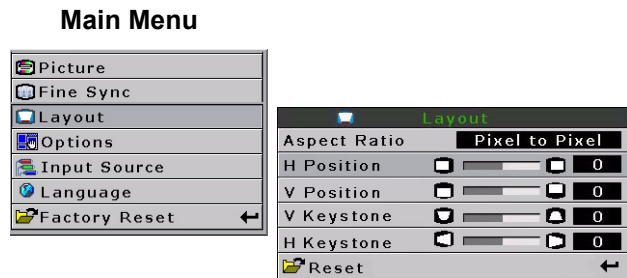 Main Menu
Picture
Fine Sync
Layout
Options
Input Source
Language
Factory Reset
Layout
Aspect Ratio Pixel to Pixel
H Position 0
V Position 0
V Keystone 0
H Keystone 0
Reset